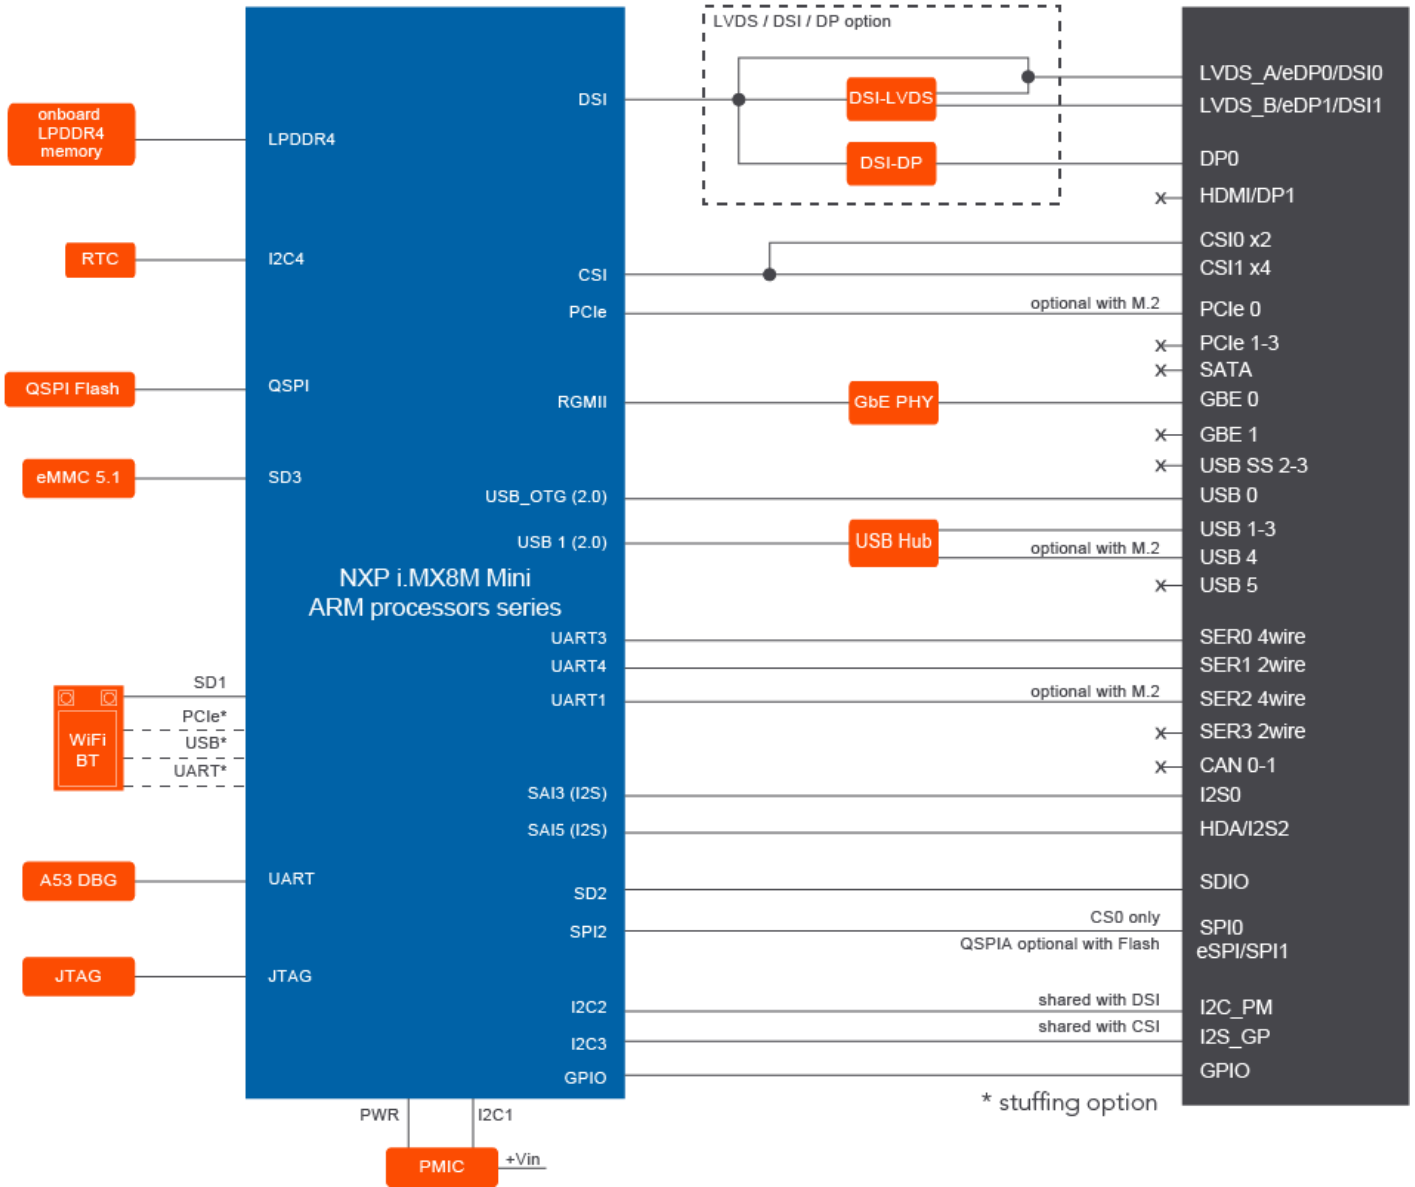 LVDS / DSI / DP option
onboard
LPDDR4
memory
RTC
QSPI Flash
eMMC 5.1
SD1
PCIe*
USB*
UART*
WiFi
BT
A53 DBG
JTAG
LPDDR4
I2C4
QSPI
SD3
UART
JTAG
NXP i.MX8M Mini
ARM processors series
DSI
CSI
PCIe
RGMII
USB_OTG (2.0)
USB 1 (2.0)
UART3
UART4
UART1
SAI3 (I2S)
SAI5 (I2S)
SD2
SPI2
I2C2
I2C3
GPIO
PWR
I2C1
PMIC
+Vin
DSI-LVDS
DSI-DP
GbE PHY
USB Hub
optional with M.2
optional with M.2
optional with M.2
CS0 only
QSPIA optional with Flash
shared with DSI
shared with CSI
* stuffing option
LVDS_A/eDP0/DSI0
LVDS_B/eDP1/DSI1
DP0
HDMI/DP1
CSI0 x2
CSI1 x4
PCIe 0
PCIe 1-3
SATA
GBE 0
GBE 1
USB SS 2-3
USB 0
USB 1-3
USB 4
USB 5
SER0 4wire
SER1 2wire
SER2 4wire
SER3 2wire
CAN 0-1
I2S0
HDA/I2S2
SDIO
SPI0
eSPI/SPI1
I2C_PM
I2S_GP
GPIO